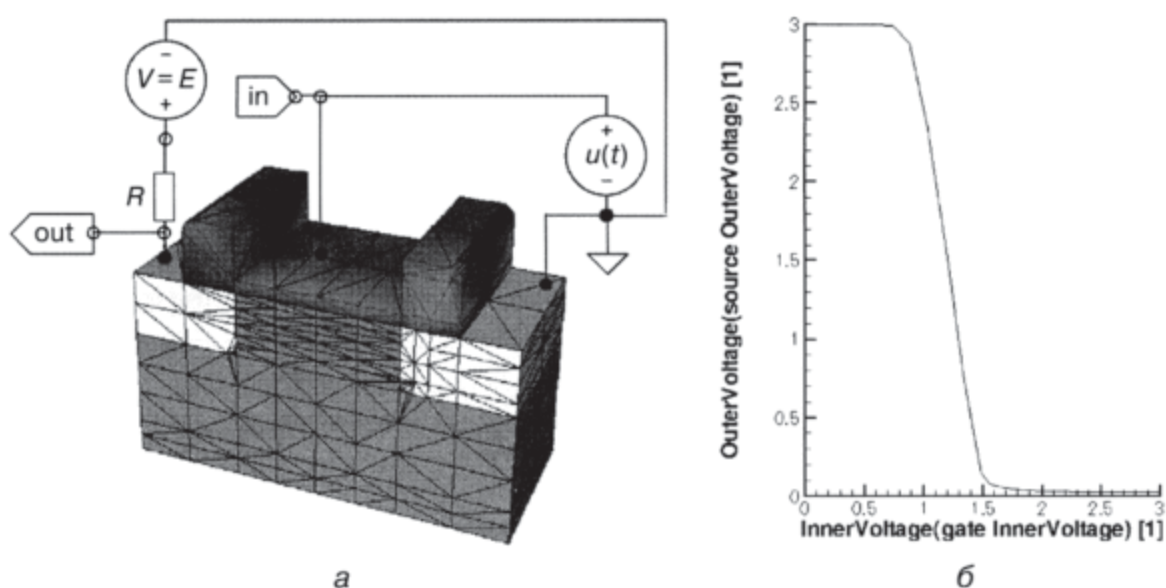 −
V = E
+
in
+
u(t)
−
R
out
a
OuterVoltage(source OuterVoltage) [1]
3
2.5
2
1.5
1
0.5
0
0 0.5 1 1.5 2 2.5 3
InnerVoltage(gate InnerVoltage) [1]
б